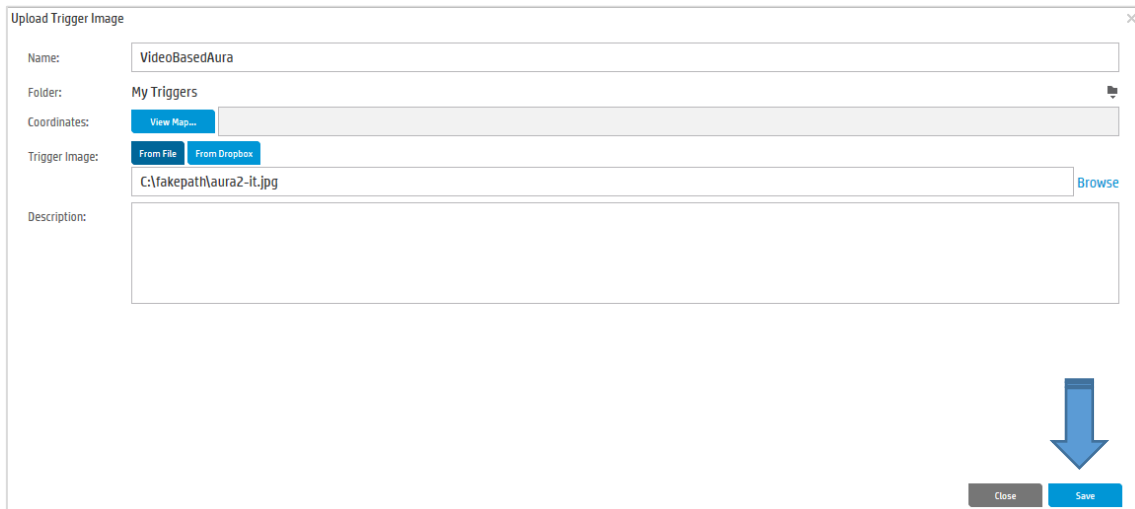 Upload Trigger Image
Name: VideoBasedAura
Folder: My Triggers
Coordinates: View Map...
Trigger Image: From File From Dropbox
C:\fakepath\aura2-it.jpg Browse
Description:
Close Save